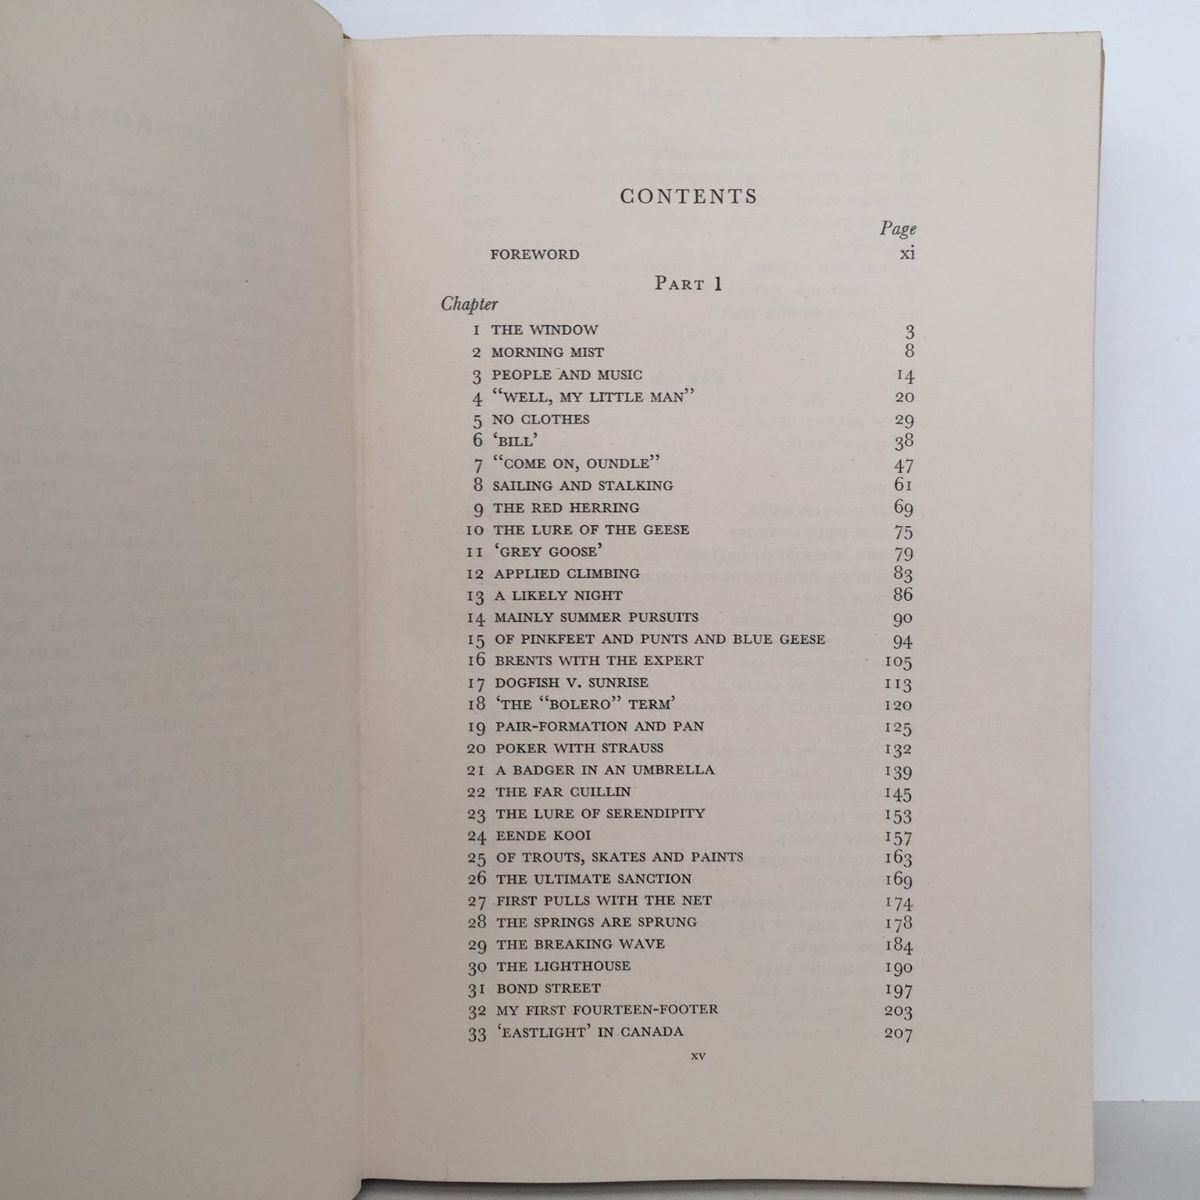 CONTENTS
Page
FOREWORD xi
PART 1
Chapter
1 THE WINDOW 3
2 MORNING MIST 8
3 PEOPLE AND MUSIC 14
4 “WELL, MY LITTLE MAN” 20
5 NO CLOTHES 29
6 ‘BILL’ 38
7 “COME ON, OUNDLE” 47
8 SAILING AND STALKING 61
9 THE RED HERRING 69
10 THE LURE OF THE GEESE 75
11 ‘GREY GOOSE’ 79
12 APPLIED CLIMBING 83
13 A LIKELY NIGHT 86
14 MAINLY SUMMER PURSUITS 90
15 OF PINKFEET AND PUNTS AND BLUE GEESE 94
16 BRENTS WITH THE EXPERT 105
17 DOGFISH V. SUNRISE 113
18 ‘THE “BOLERO” TERM’ 120
19 PAIR-FORMATION AND PAN 125
20 POKER WITH STRAUSS 132
21 A BADGER IN AN UMBRELLA 139
22 THE FAR CUILLIN 145
23 THE LURE OF SERENDIPITY 153
24 EENDE KOOI 157
25 OF TROUTS, SKATES AND PAINTS 163
26 THE ULTIMATE SANCTION 169
27 FIRST PULLS WITH THE NET 174
28 THE SPRINGS ARE SPRUNG 178
29 THE BREAKING WAVE 184
30 THE LIGHTHOUSE 190
31 BOND STREET 197
32 MY FIRST FOURTEEN-FOOTER 203
33 ‘EASTLIGHT’ IN CANADA 207
xv